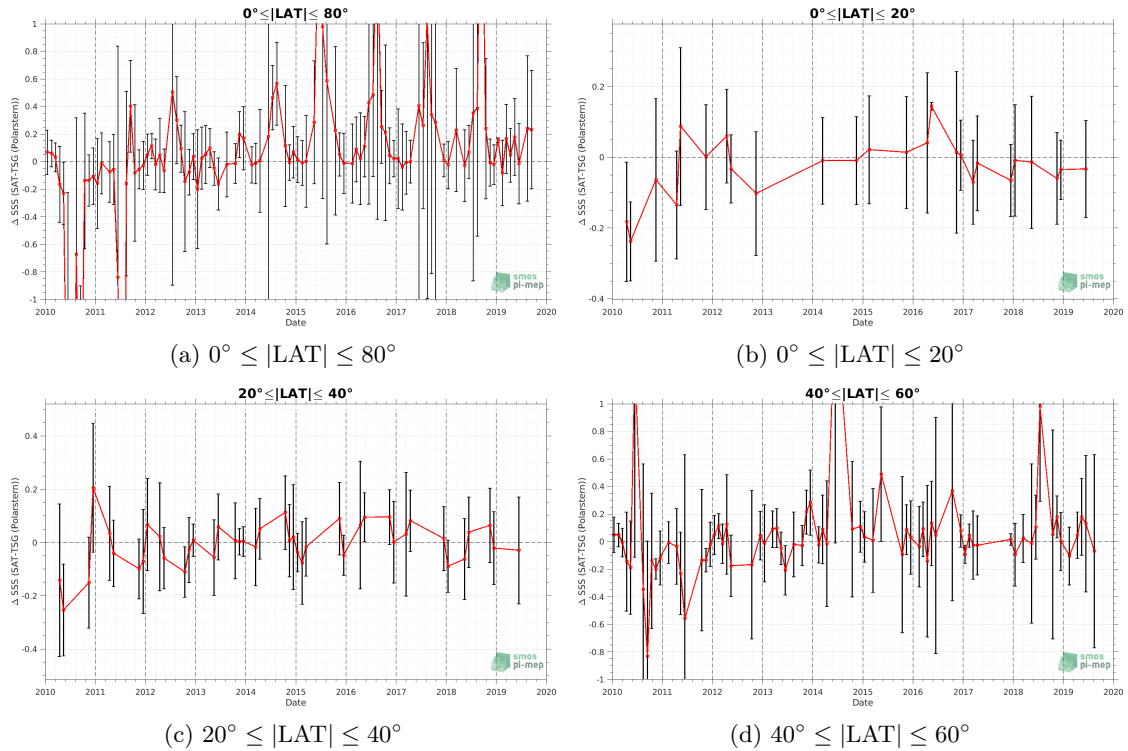 0°≤|LAT|≤ 80°
Δ SSS (SAT-TSG (Polarstern))
1
0.8
0.6
0.4
0.2
0
-0.2
-0.4
-0.6
-0.8
-1
2010 2011 2012 2013 2014 2015 2016 2017 2018 2019 2020
Date
smos
pi-mep
(a) 0° ≤ |LAT| ≤ 80°
0°≤|LAT|≤ 20°
Δ SSS (SAT-TSG (Polarstern))
0.2
0
-0.2
-0.4
2010 2011 2012 2013 2014 2015 2016 2017 2018 2019 2020
Date
smos
pi-mep
(b) 0° ≤ |LAT| ≤ 20°
20°≤|LAT|≤ 40°
Δ SSS (SAT-TSG (Polarstern))
0.4
0.2
0
-0.2
-0.4
2010 2011 2012 2013 2014 2015 2016 2017 2018 2019 2020
Date
smos
pi-mep
(c) 20° ≤ |LAT| ≤ 40°
40°≤|LAT|≤ 60°
Δ SSS (SAT-TSG (Polarstern))
1
0.8
0.6
0.4
0.2
0
-0.2
-0.4
-0.6
-0.8
-1
2010 2011 2012 2013 2014 2015 2016 2017 2018 2019 2020
Date
smos
pi-mep
(d) 40° ≤ |LAT| ≤ 60°